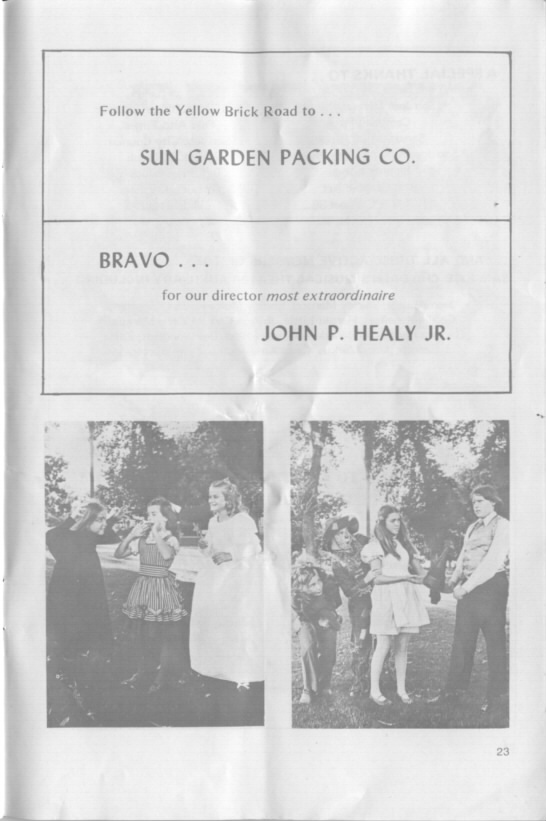 Follow the Yellow Brick Road to . . .
SUN GARDEN PACKING CO.
BRAVO . . .
for our director most extraordinaire
JOHN P. HEALY JR.
23